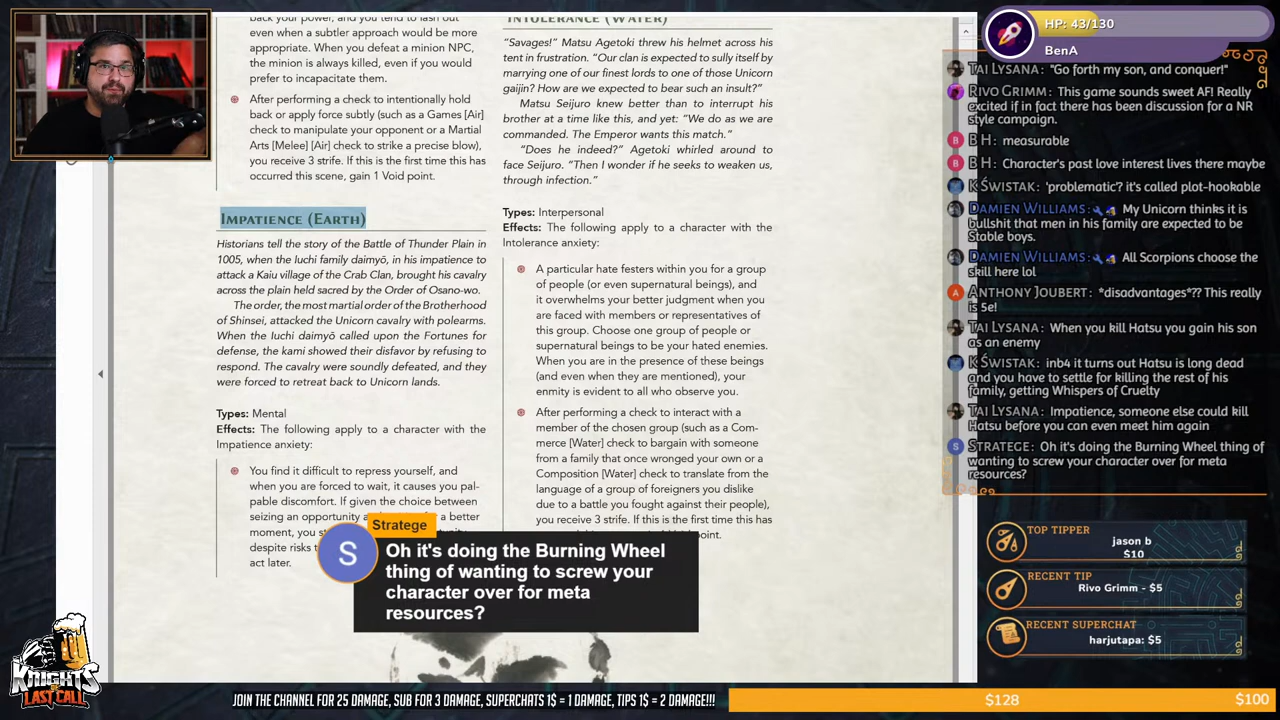 back your power, and you tend to lash out
even when a subtler approach would be more
appropriate. When you defeat a minion NPC,
the minion is always killed, even if you would
prefer to incapacitate them.
After performing a check to intentionally hold
back or apply force subtly (such as a Games [Air]
check to manipulate your opponent or a Martial
Arts [Melee] [Air] check to strike a precise blow),
you receive 3 strife. If this is the first time this has
occurred this scene, gain 1 Void point.
IMPATIENCE (EARTH)
Historians tell the story of the Battle of Thunder Plain in
1005, when the Iuchi family daimyō, in his impatience to
attack a Kaiu village of the Crab Clan, brought his cavalry
across the plain held sacred by the Order of Osano-wo.
The order, the most martial order of the Brotherhood
of Shinsei, attacked the Unicorn cavalry with polearms.
When the Iuchi daimyō called upon the Fortunes for
defense, the kami showed their disfavor by refusing to
respond. The cavalry were soundly defeated, and they
were forced to retreat back to Unicorn lands.
Types: Mental
Effects: The following apply to a character with the
Impatience anxiety:
You find it difficult to repress yourself, and
when you are forced to wait, it causes you pal-
pable discomfort. If given the choice between
seizing an opportunity a better
moment, you
despite risks
act later.
INTOLERANCE (WATER)
“Savages!” Matsu Agetoki threw his helmet across his
tent in frustration. “Our clan is expected to sully itself by
marrying one of our finest lords to one of those Unicorn
gaijin? How are we expected to bear such an insult?”
Matsu Seijuro knew better than to interrupt his
brother at a time like this, and yet: “We do as we are
commanded. The Emperor wants this match.”
“Does he indeed?” Agetoki whirled around to
face Seijuro. “Then I wonder if he seeks to weaken us,
through infection.”
Types: Interpersonal
Effects: The following apply to a character with the
Intolerance anxiety:
A particular hate festers within you for a group
of people (or even supernatural beings), and
it overwhelms your better judgment when you
are faced with members or representatives of
this group. Choose one group of people or
supernatural beings to be your hated enemies.
When you are in the presence of these beings
(and even when they are mentioned), your
enmity is evident to all who observe you.
After performing a check to interact with a
member of the chosen group (such as a Com-
merce [Water] check to bargain with someone
from a family that once wronged your own or a
Composition [Water] check to translate from the
language of a group of foreigners you dislike
due to a battle you fought against their people),
you receive 3 strife. If this is the first time this has
point.
Stratege
S
Oh it's doing the Burning Wheel
thing of wanting to screw your
character over for meta
resources?
HP: 43/130
BenA
TAI LYSANA: "Go forth my son, and conquer!"
RIVO GRIMM: This game sounds sweet AF! Really
excited if in fact there has been discussion for a NR
style campaign.
B H: measurable
B H: Character's past love interest lives there maybe
K ŚWISTAK: 'problematic'? it's called plot-hookable
DAMIEN WILLIAMS: My Unicorn thinks it is
bullshit that men in his family are expected to be
Stable boys.
DAMIEN WILLIAMS: All Scorpions choose the
skill here lol
ANTHONY JOUBERT: *disadvantages*?? This really
is 5e!
TAI LYSANA: When you kill Hatsu you gain his son
as an enemy
K ŚWISTAK: inb4 it turns out Hatsu is long dead
and you have to settle for killing the rest of his
family, getting Whispers of Cruelty
TAI LYSANA: Impatience, someone else could kill
Hatsu before you can even meet him again
STRATEGE: Oh it's doing the Burning Wheel thing of
wanting to screw your character over for meta
resources?
TOP TIPPER
jason b
$10
RECENT TIP
Rivo Grimm - $5
RECENT SUPERCHAT
harjutapa: $5
KNIGHTS
LAST CALL
JOIN THE CHANNEL FOR 25 DAMAGE, SUB FOR 3 DAMAGE, SUPERCHATS 1$ = 1 DAMAGE, TIPS 1$ = 2 DAMAGE!!!
$128
$100